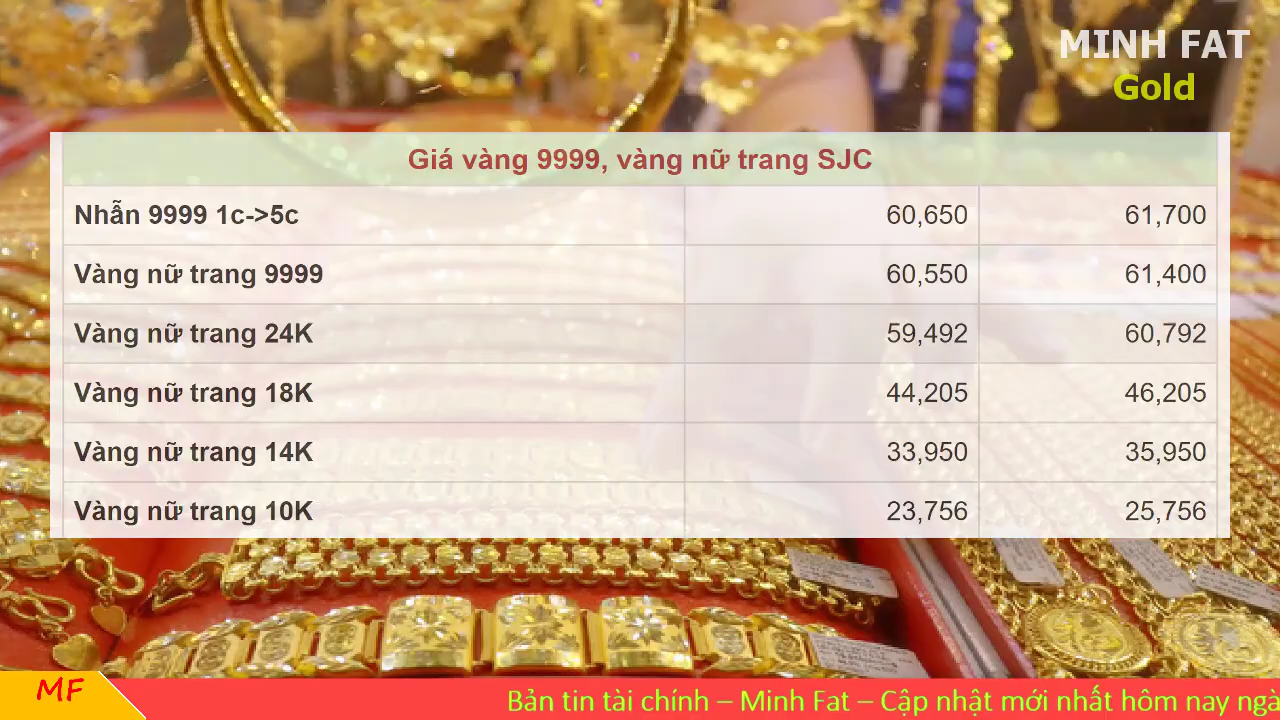 MINH FAT
Gold
Giá vàng 9999, vàng nữ trang SJC
Nhẫn 9999 1c->5c 60,650 61,700
Vàng nữ trang 9999 60,550 61,400
Vàng nữ trang 24K 59,492 60,792
Vàng nữ trang 18K 44,205 46,205
Vàng nữ trang 14K 33,950 35,950
Vàng nữ trang 10K 23,756 25,756
MF
Bản tin tài chính – Minh Fat – Cập nhật mới nhất hôm nay ngà